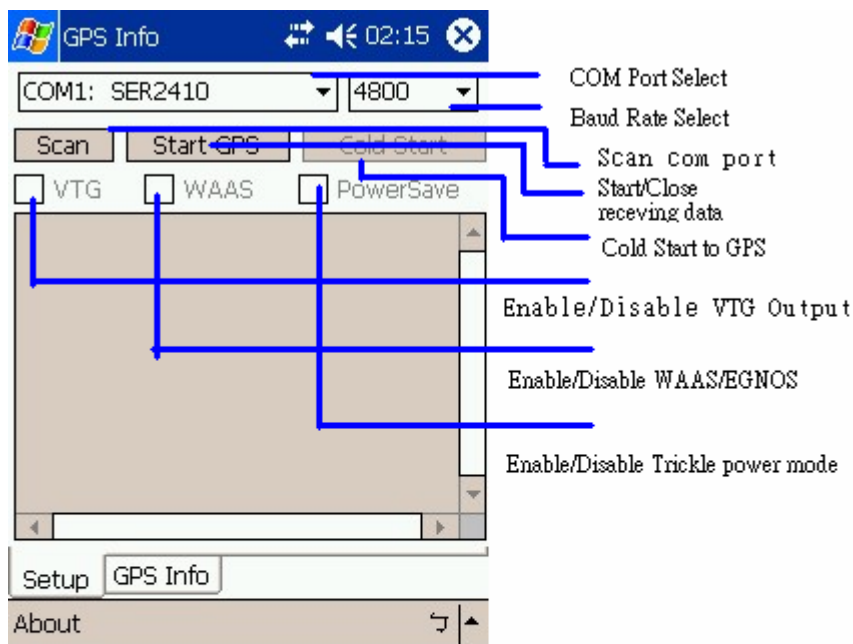 GPS Info
02:15
COM1: SER2410
4800
COM Port Select
Baud Rate Select
Scan
Start GPS
Cold Start
Scan com port
Start/Close
receving data
VTG
WAAS
PowerSave
Cold Start to GPS
Enable/Disable VTG Output
Enable/Disable WAAS/EGNOS
Enable/Disable Trickle power mode
Setup
GPS Info
About